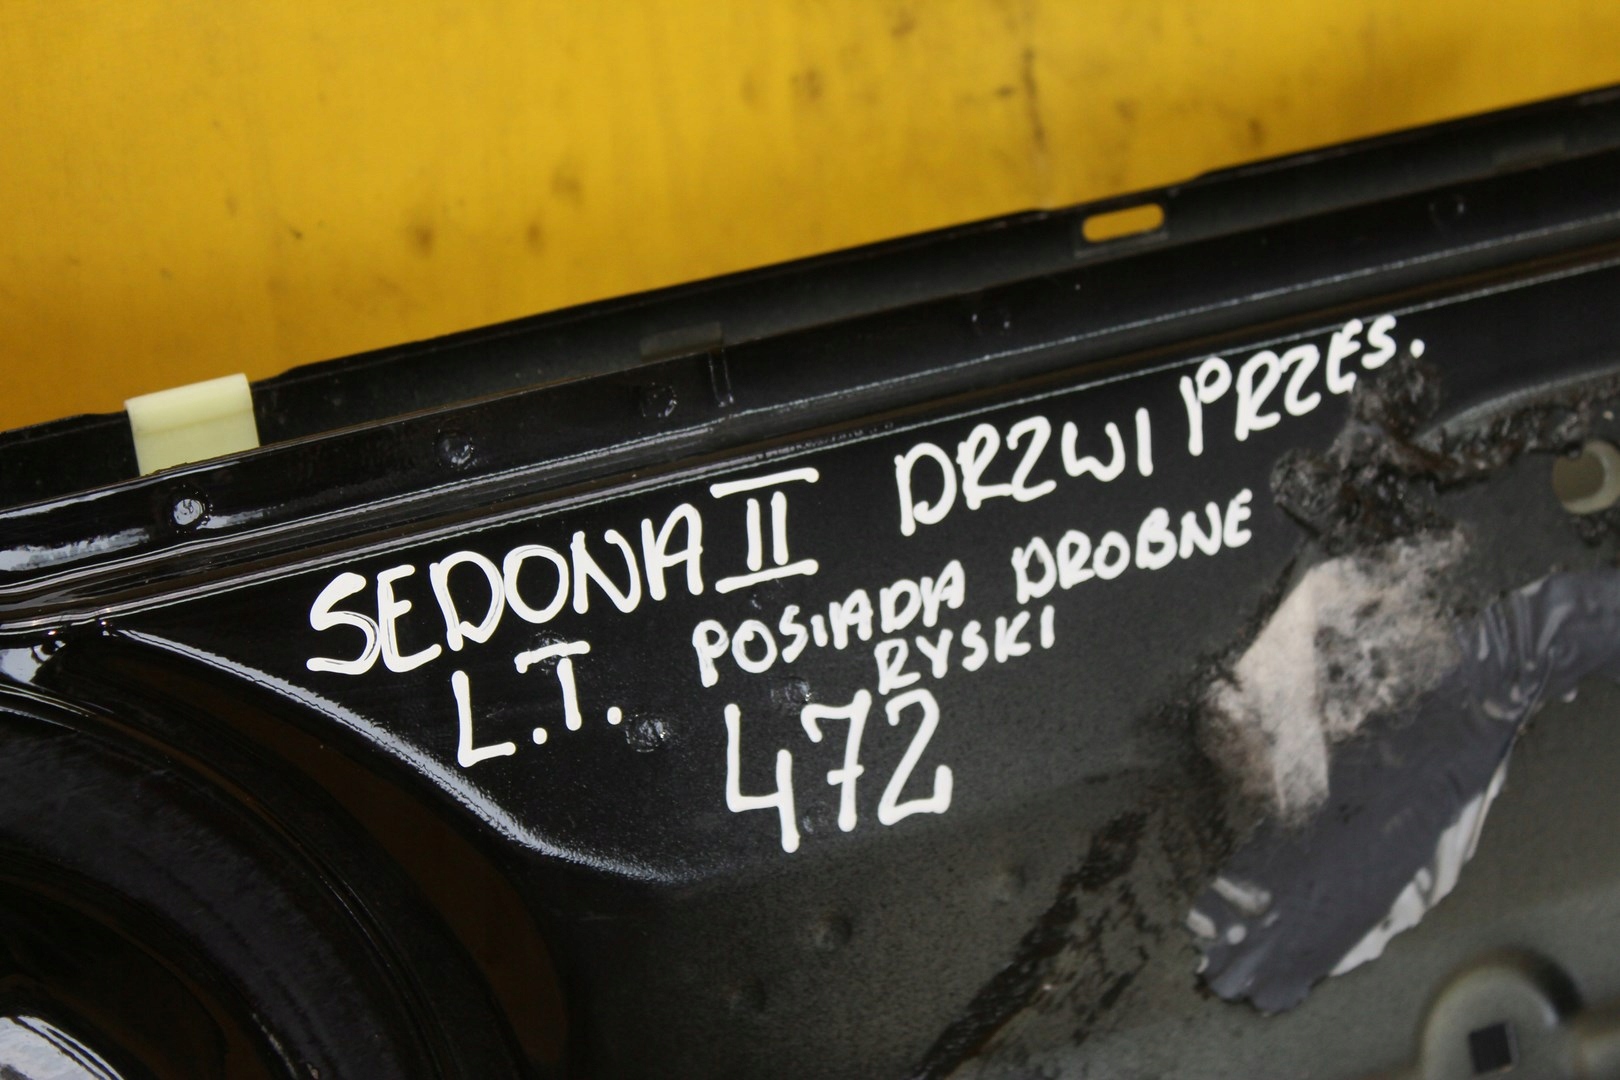 SEDONA II DRZWI PRZES.
L.T. POSIADA DROBNE
RYSKI
472